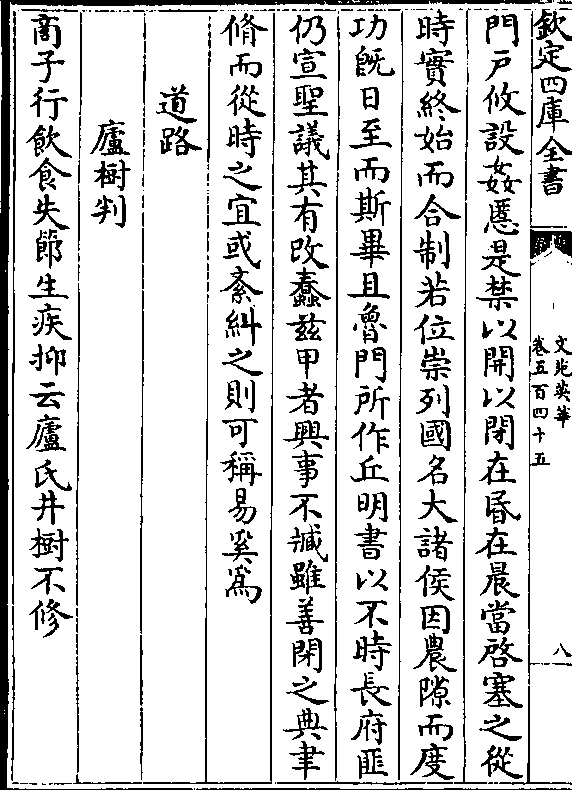 欽定四庫全書
文苑英華
卷五百四十五
八
門戸攸設姦慝是禁以開以閉在昏在晨當啓塞之從
時實終始而合制若位崇列國名大諸侯因農隙而度
功旣日至而斯畢且魯門所作丘明書以不時長府匪
仍宣聖議其有改蠢兹甲者興事不臧雖善閉之典聿
脩而從時之宜或紊糾之則可稱易奚爲
道路
廬樹判
商子行飲食失節生疾抑云廬氏井樹不修